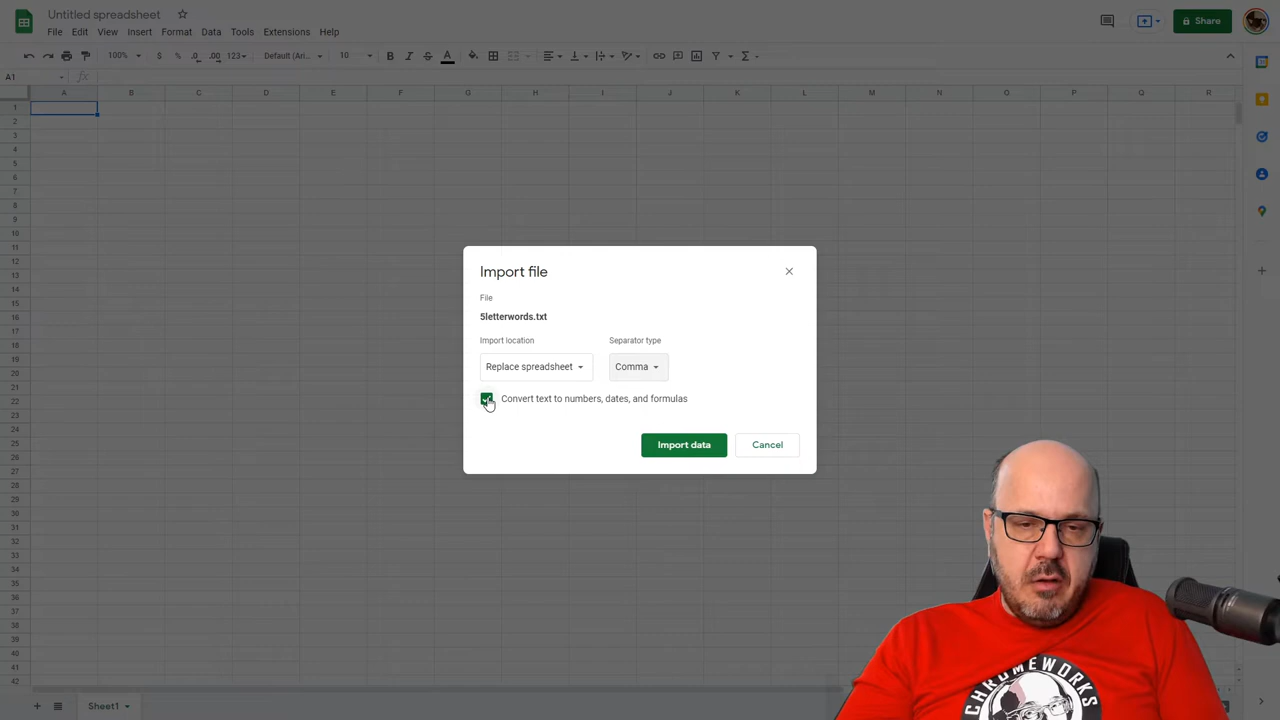 Untitled spreadsheet
File Edit View Insert Format Data Tools Extensions Help
Share
100% $ % .0 .00 123 Default (Ari... 10 B I S A Σ
A1 fx
A B C D E F G H I J K L M N O P Q R
1
2
3
4
5
6
7
8
9
10
11
12
13
14
15
16
17
18
19
20
21
22
23
24
25
26
27
28
29
30
31
32
33
34
35
36
37
38
39
40
41
42
Import file
File
5letterwords.txt
Import location Separator type
Replace spreadsheet Comma
Convert text to numbers, dates, and formulas
Import data Cancel
CHROMEWORKS
Sheet1